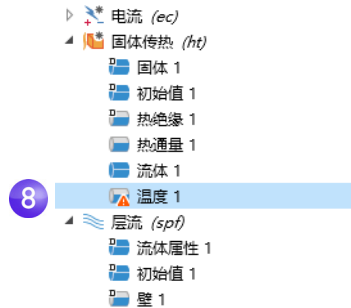 电流 (ec)
固体传热 (ht)
固体 1
初始值 1
热绝缘 1
热通量 1
流体 1
8 温度 1
层流 (spf)
流体属性 1
初始值 1
壁 1